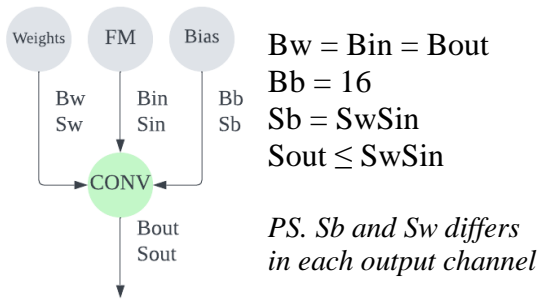 Weights
FM
Bias
Bw
Sw
Bin
Sin
Bb
Sb
CONV
Bout
Sout
Bw = Bin = Bout
Bb = 16
Sb = SwSin
Sout ≤ SwSin
PS. Sb and Sw differs
in each output channel